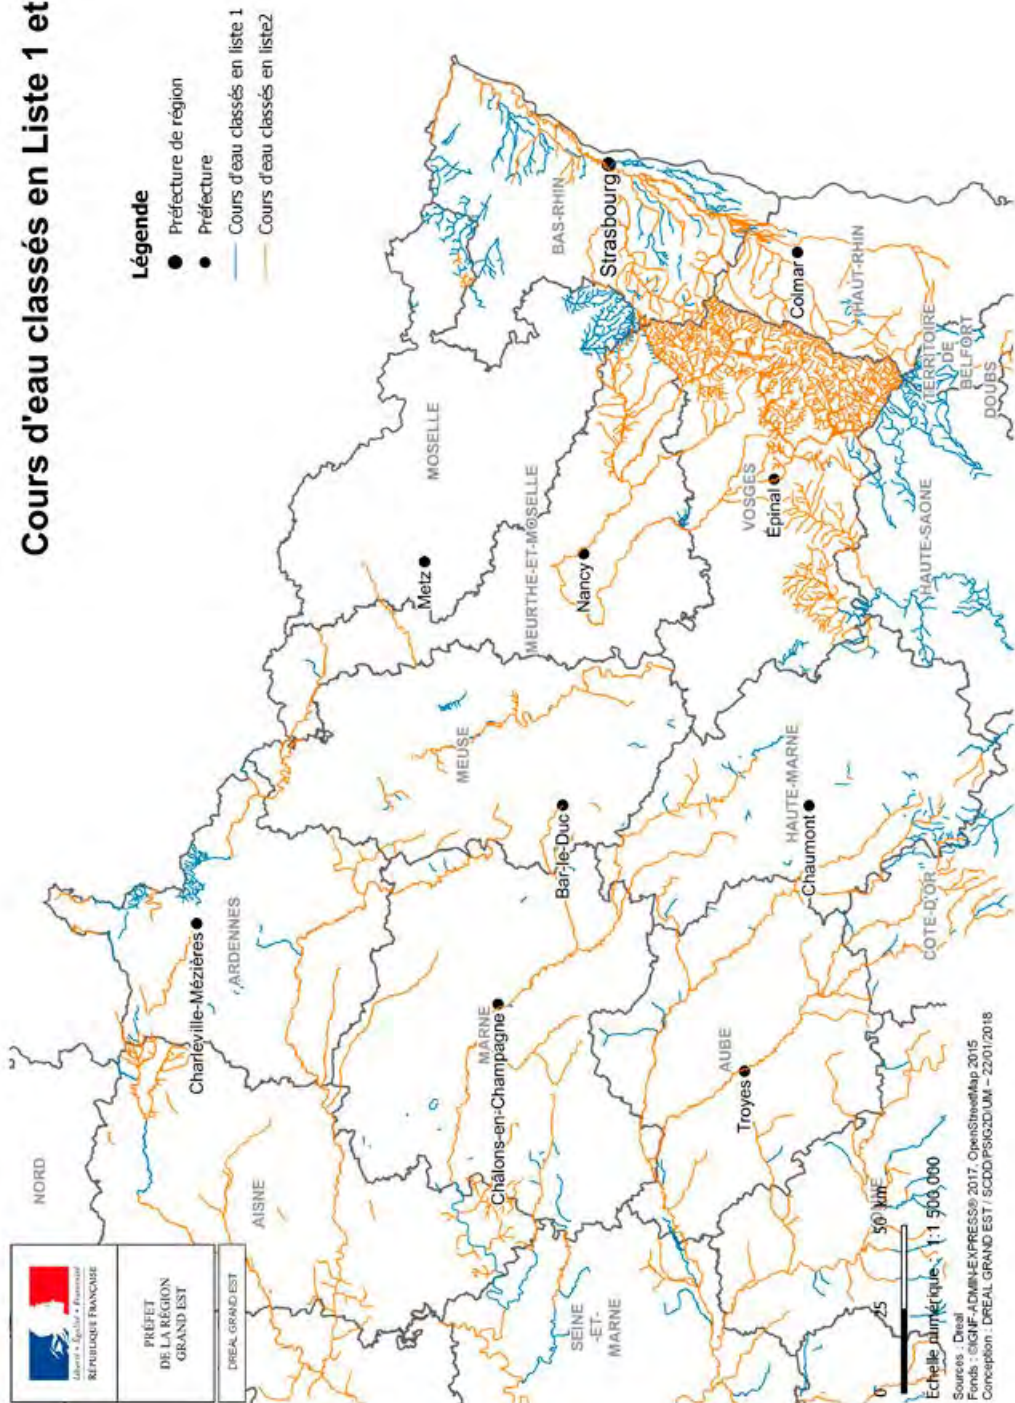 Cours d'eau classés en Liste 1 et
Légende
Préfecture de région
Préfecture
Cours d'eau classés en liste 1
Cours d'eau classés en liste2
NORD
AISNE
ARDENNES
Charleville-Mézières
MEUSE
MOSELLE
Metz
MEURTHE-ET-MOSELLE
Nancy
BAS-RHIN
Strasbourg
MARNE
Châlons-en-Champagne
Bar-le-Duc
SEINE
-ET-
MARNE
AUBE
Troyes
HAUTE-MARNE
Chaumont
VOSGES
Épinal
Colmar
HAUT-RHIN
COTE-D'OR
HAUTE-SAONE
TERRITOIRE
DE
BELFORT
DOUBS
Liberté • Égalité • Fraternité
RÉPUBLIQUE FRANÇAISE
PRÉFET
DE LA RÉGION
GRAND EST
DREAL GRAND EST
0 25 50 km
Échelle numérique : 1:1 500 000
Sources : Dreal
Fonds : ©IGNF-ADMIN-EXPRESS® 2017, OpenStreetMap 2015
Conception : DREAL GRAND EST / SCDD/PSIG2D/UM – 22/01/2018